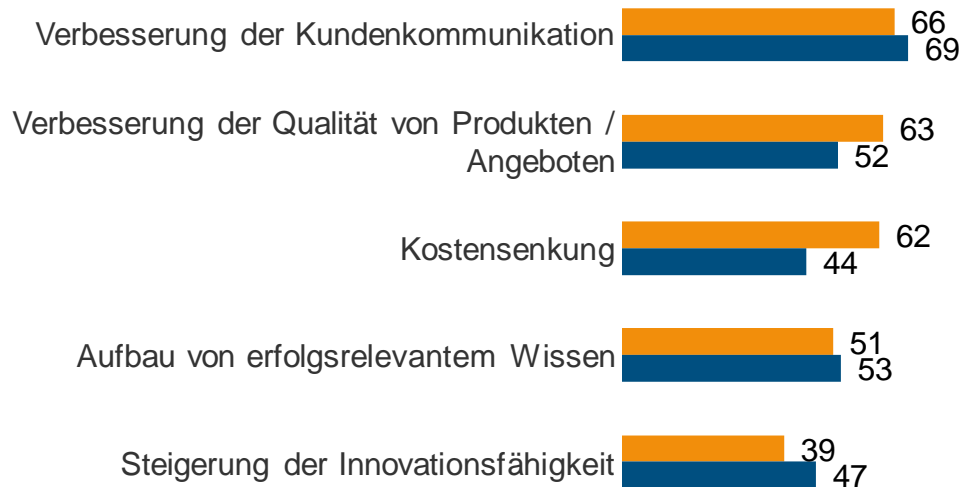 Verbesserung der Kundenkommunikation
66
69
Verbesserung der Qualität von Produkten /
Angeboten
63
52
Kostensenkung
62
44
Aufbau von erfolgsrelevantem Wissen
51
53
Steigerung der Innovationsfähigkeit
39
47